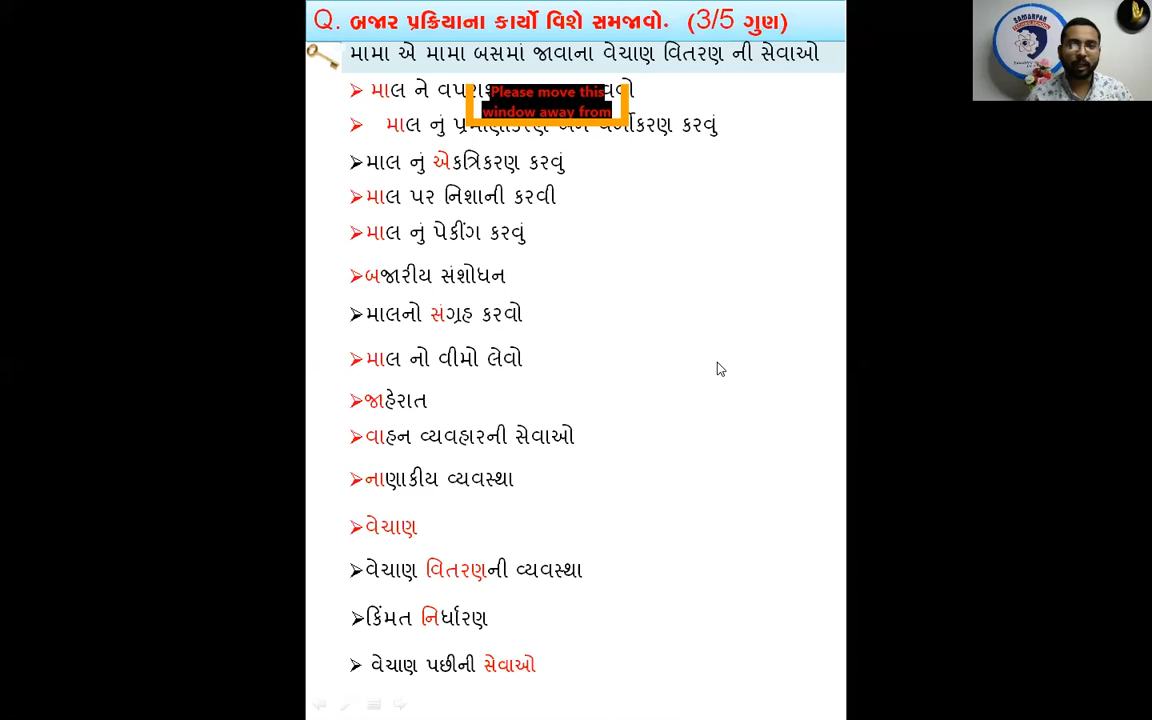 Q. બજાર પ્રક્રિયાના કાર્યો વિશે સમજાવો. (3/5 ગુણ)
મામા એ મામા બસમાં જાવાના વેચાણ વિતરણ ની સેવાઓ
➢ માલ ને
Please move this
window away from
➢ માલ નું કરવું
➢માલ નું એકત્રિકરણ કરવું
➢માલ પર નિશાની કરવી
➢માલ નું પેકીંગ કરવું
➢બજારીય સંશોધન
➢માલનો સંગ્રહ કરવો
➢માલ નો વીમો લેવો
➢જાહેરાત
➢વાહન વ્યવહારની સેવાઓ
➢નાણાકીય વ્યવસ્થા
➢વેચાણ
➢વેચાણ વિતરણની વ્યવસ્થા
➢કિંમત નિર્ધારણ
➢ વેચાણ પછીની સેવાઓ